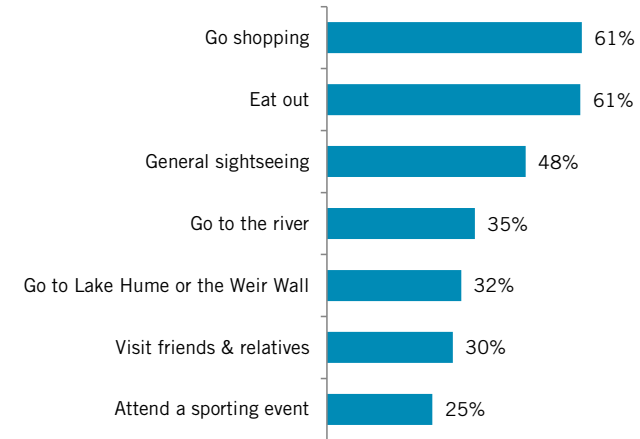 Go shopping 61%
Eat out 61%
General sightseeing 48%
Go to the river 35%
Go to Lake Hume or the Weir Wall 32%
Visit friends & relatives 30%
Attend a sporting event 25%